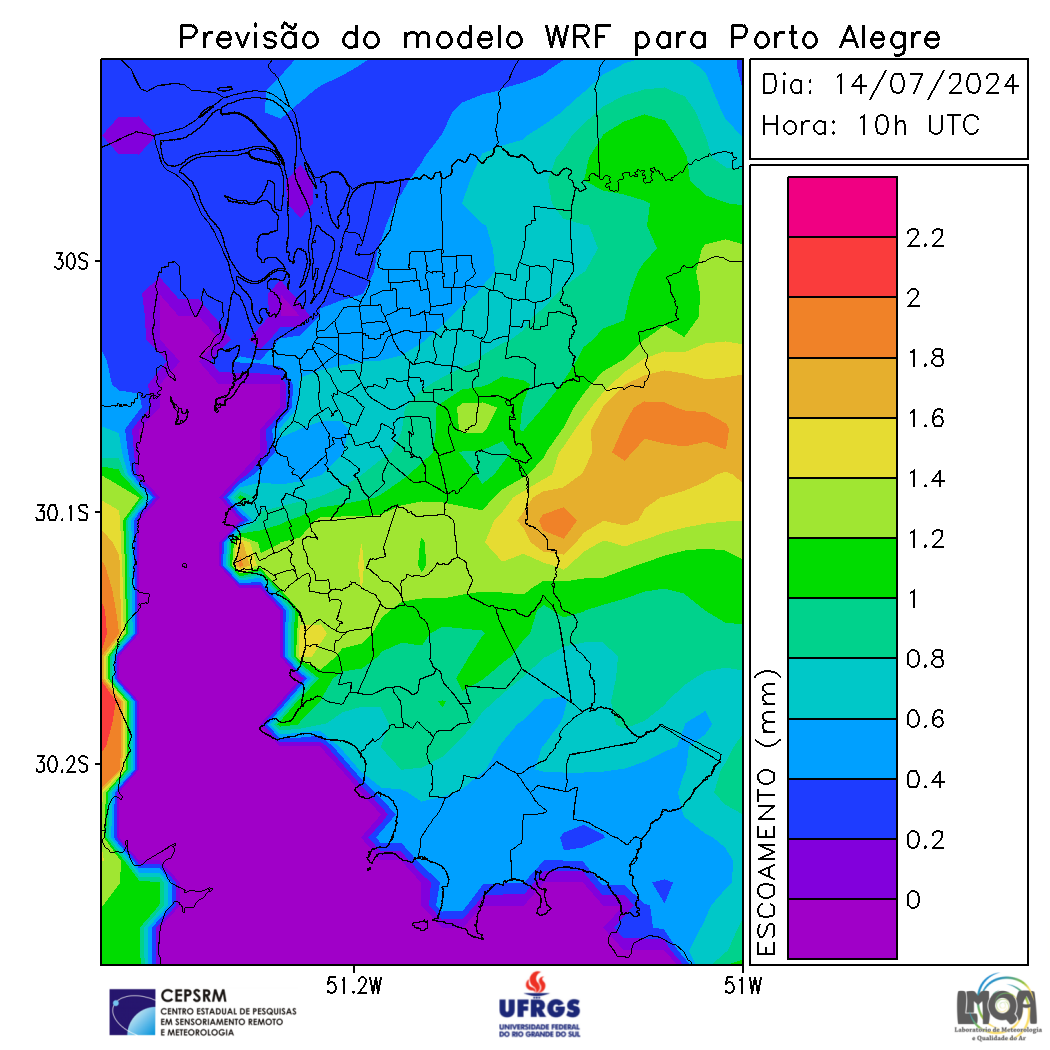 Previsão do modelo WRF para Porto Alegre
Dia: 14/07/2024
Hora: 10h UTC
30S
30.1S
30.2S
51.2W
51W
ESCOAMENTO (mm)
2.2
2
1.8
1.6
1.4
1.2
1
0.8
0.6
0.4
0.2
0
CEPSRM
CENTRO ESTADUAL DE PESQUISAS
EM SENSORIAMENTO REMOTO
E METEOROLOGIA
UFRGS
UNIVERSIDADE FEDERAL
DO RIO GRANDE DO SUL
LMQA
Laboratório de Meteorologia
e Qualidade do Ar